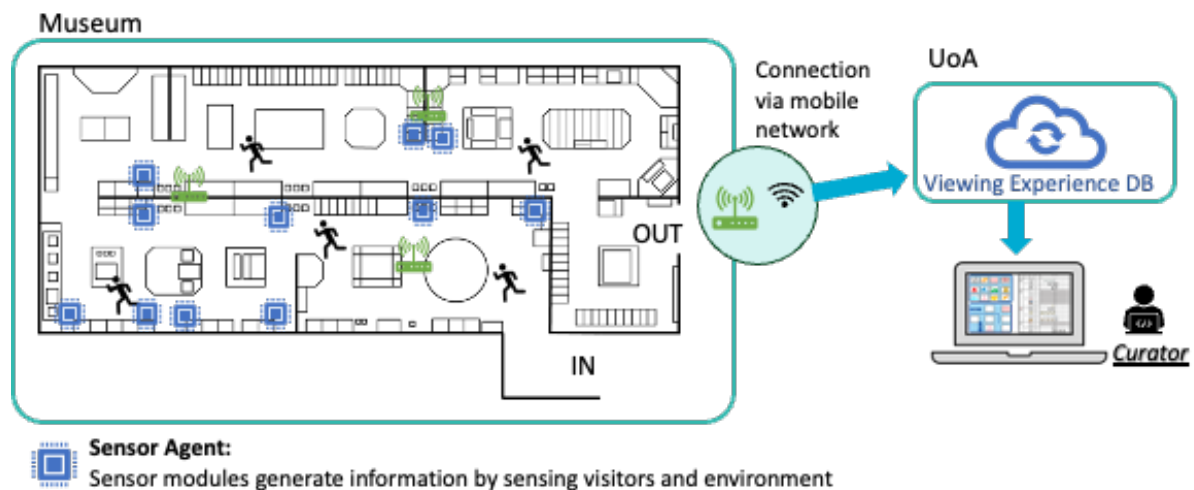 Museum
UoA
Connection
via mobile
network
Viewing Experience DB
OUT
IN
Curator
Sensor Agent:
Sensor modules generate information by sensing visitors and environment